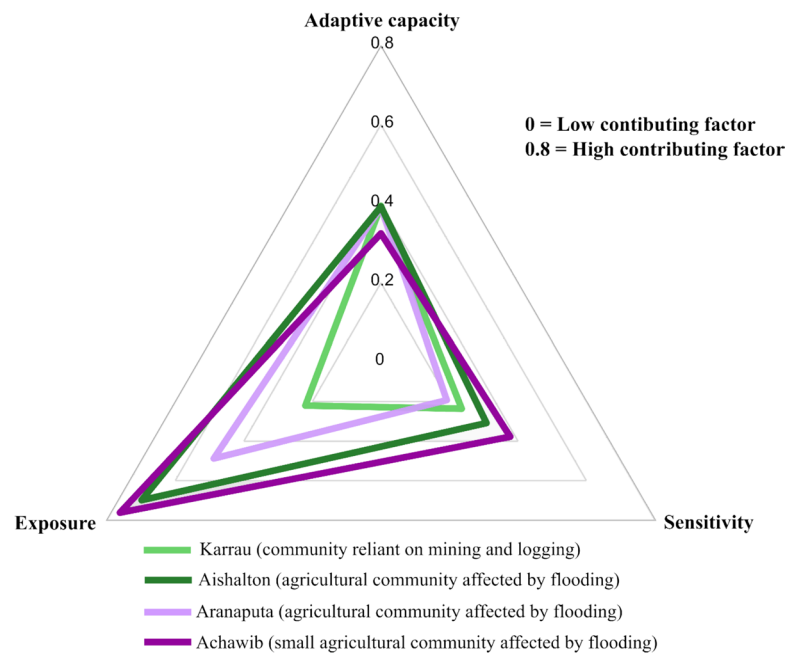 Adaptive capacity
0.8
0.6
0 = Low contibuting factor
0.8 = High contributing factor
0.4
0.2
0
Exposure
Sensitivity
Karrau (community reliant on mining and logging)
Aishalton (agricultural community affected by flooding)
Aranaputa (agricultural community affected by flooding)
Achawib (small agricultural community affected by flooding)